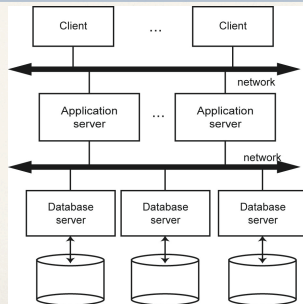 Client ... Client
network
Application ... Application
server server
network
Database Database Database
server server server